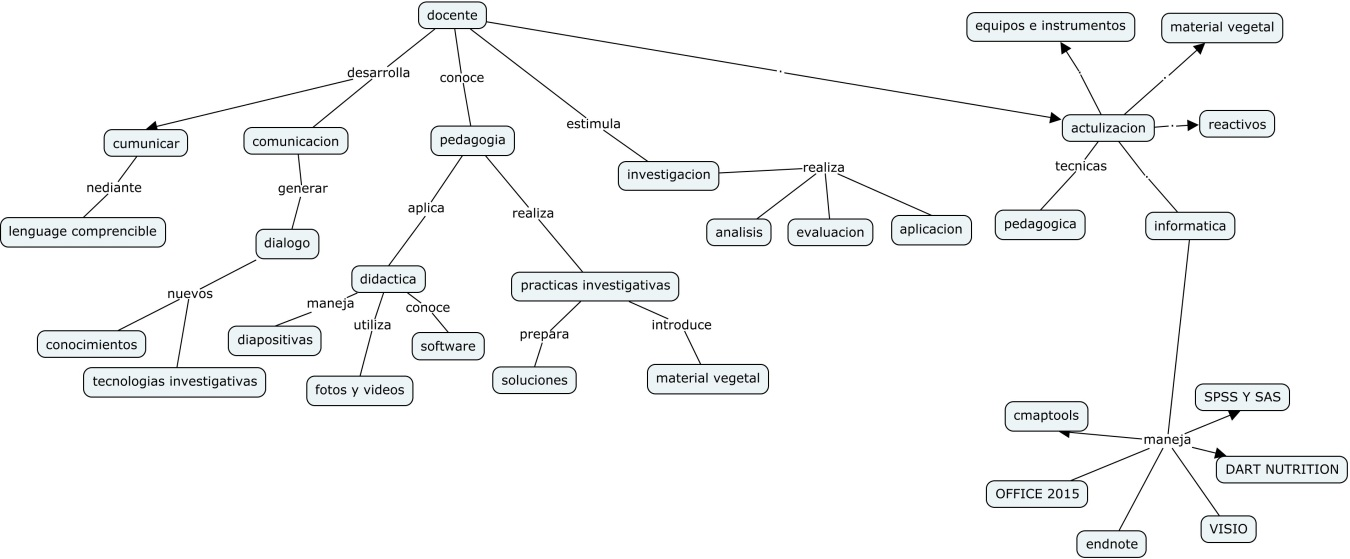 docente
equipos e instrumentos
material vegetal
desarrolla
conoce
estimula
cumunicar
comunicacion
pedagogia
actulizacion
reactivos
nediante
generar
investigacion
realiza
tecnicas
lenguage comprencible
dialogo
aplica
realiza
analisis
evaluacion
aplicacion
pedagogica
informatica
nuevos
didactica
practicas investigativas
maneja
utiliza
conoce
prepara
introduce
conocimientos
tecnologias investigativas
diapositivas
fotos y videos
software
soluciones
material vegetal
cmaptools
SPSS Y SAS
maneja
DART NUTRITION
OFFICE 2015
endnote
VISIO